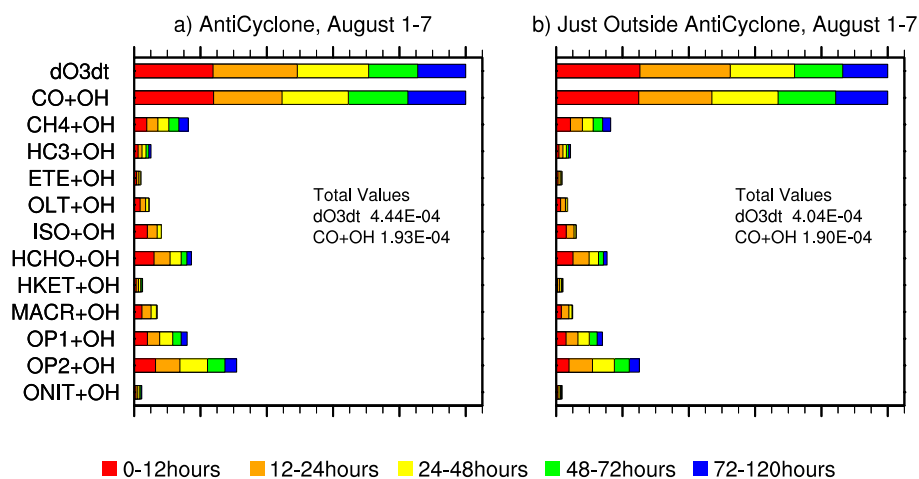 a) AntiCyclone, August 1-7
b) Just Outside AntiCyclone, August 1-7
dO3dt
CO+OH
CH4+OH
HC3+OH
ETE+OH
OLT+OH
ISO+OH
HCHO+OH
HKET+OH
MACR+OH
OP1+OH
OP2+OH
ONIT+OH
Total Values
dO3dt 4.44E-04
CO+OH 1.93E-04
Total Values
dO3dt 4.04E-04
CO+OH 1.90E-04
0-12hours 12-24hours 24-48hours 48-72hours 72-120hours